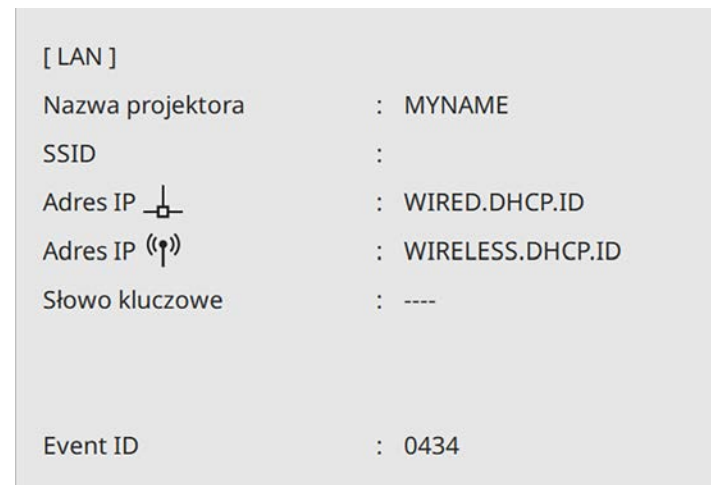 [ LAN ]
Nazwa projektora : MYNAME
SSID :
Adres IP : WIRED.DHCP.ID
Adres IP : WIRELESS.DHCP.ID
Słowo kluczowe : ----
Event ID : 0434